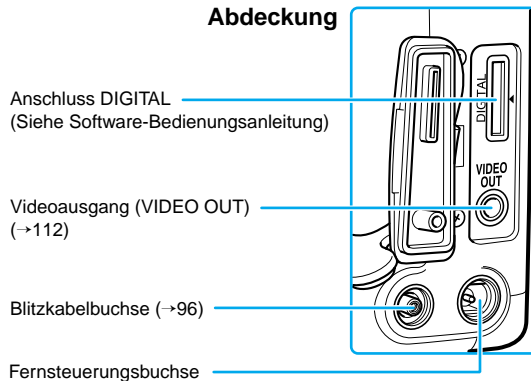 Abdeckung
Anschluss DIGITAL
(Siehe Software-Bedienungsanleitung)
DIGITAL
VIDEO
OUT
Videoausgang (VIDEO OUT)
(→112)
Blitzkabelbuchse (→96)
Fernsteuerungsbuchse